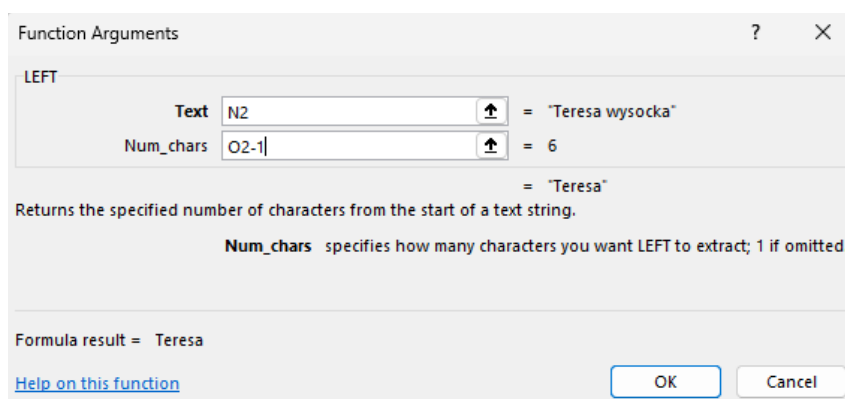 Function Arguments ? ×
LEFT
Text N2 = "Teresa wysocka"
Num_chars O2-1 = 6
= "Teresa"
Returns the specified number of characters from the start of a text string.
Num_chars specifies how many characters you want LEFT to extract; 1 if omitted
Formula result = Teresa
Help on this function OK Cancel